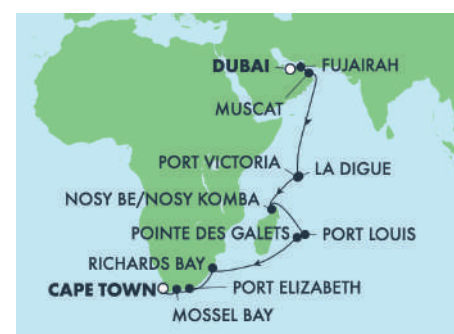 DUBAI
FUJAIRAH
MUSCAT
PORT VICTORIA
LA DIGUE
NOSY BE/NOSY KOMBA
POINTE DES GALETS
PORT LOUIS
RICHARDS BAY
CAPE TOWN
PORT ELIZABETH
MOSSEL BAY